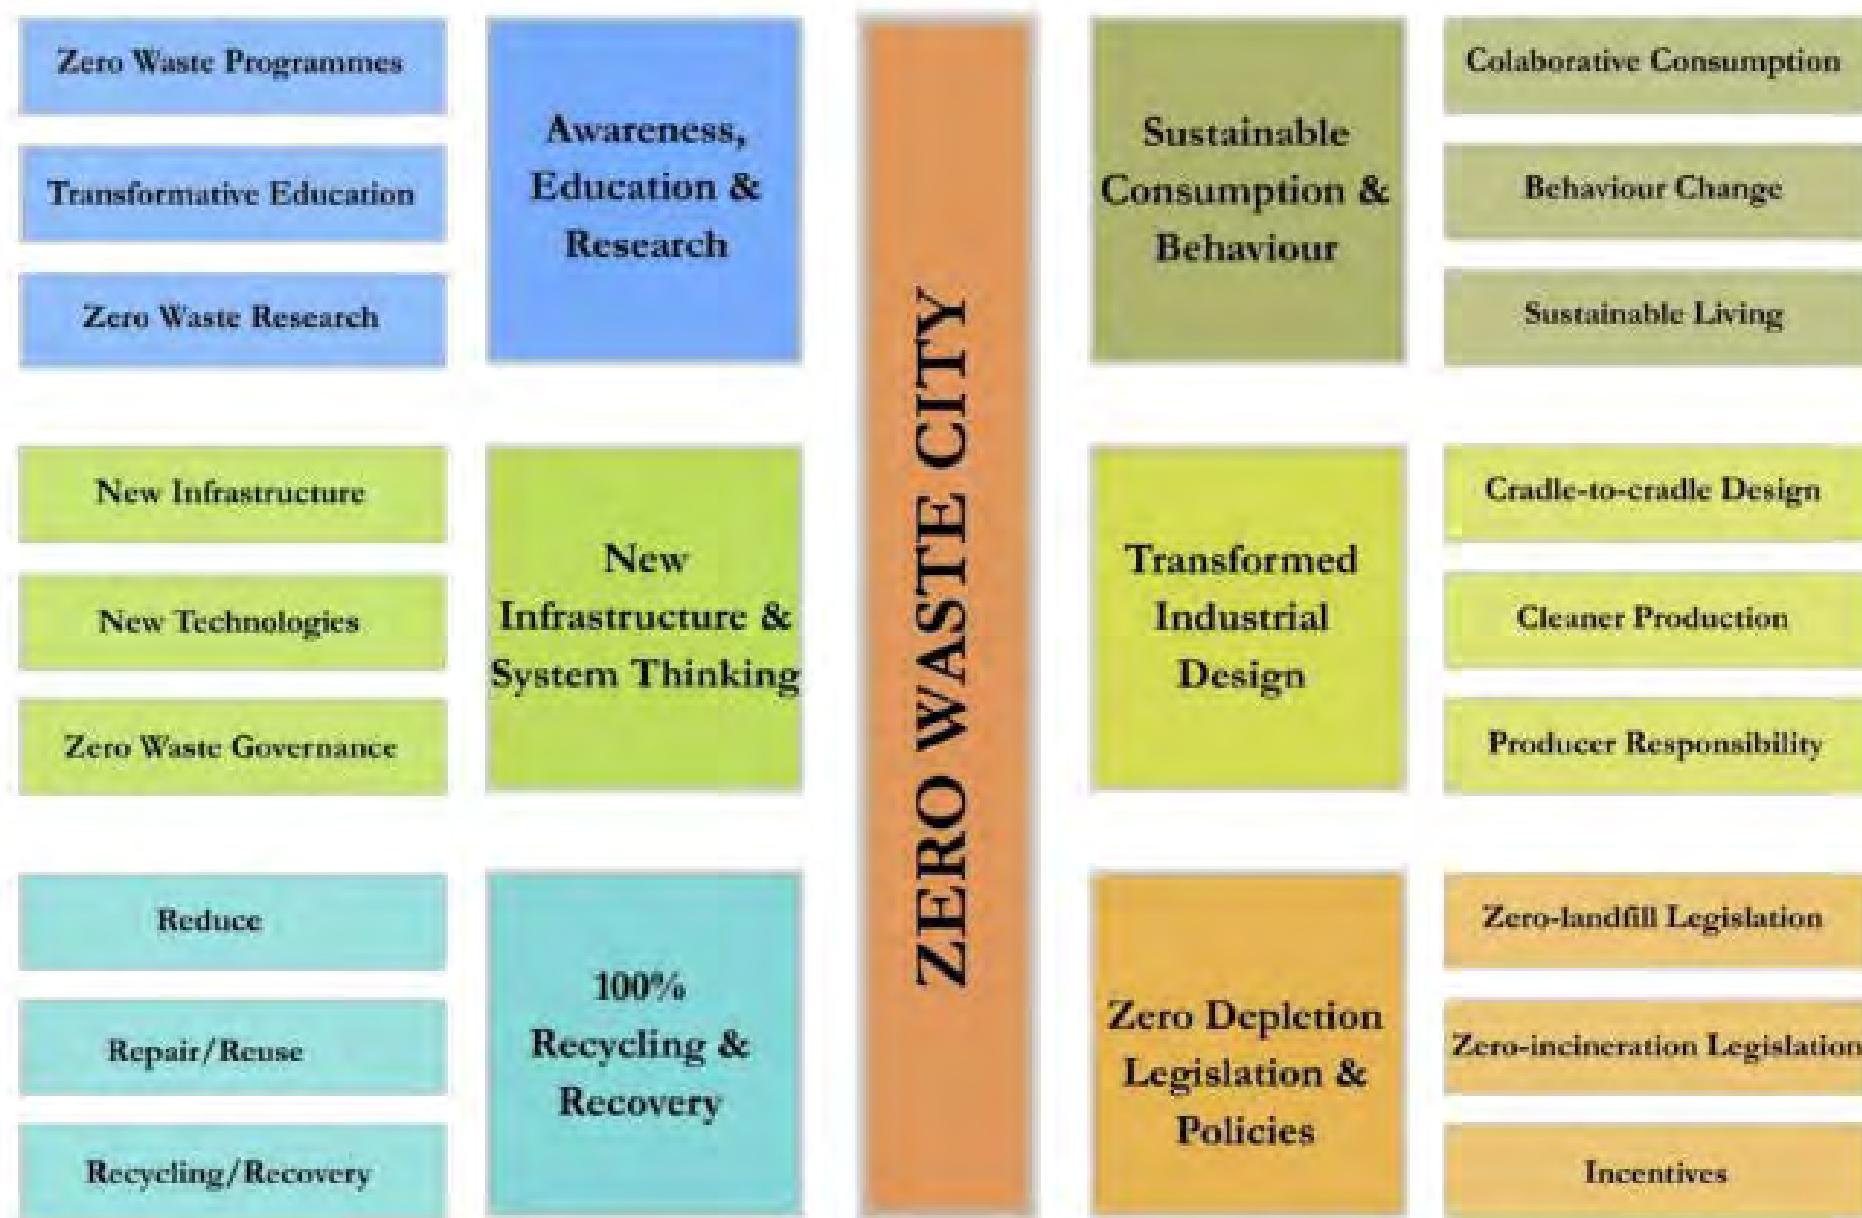 Zero Waste Programmes
Transformative Education
Zero Waste Research
Awareness,
Education &
Research
New Infrastructure
New Technologies
Zero Waste Governance
New
Infrastructure &
System Thinking
Reduce
Repair/Reuse
Recycling/Recovery
100%
Recycling &
Recovery
ZERO WASTE CITY
Sustainable
Consumption &
Behaviour
Colaborative Consumption
Behaviour Change
Sustainable Living
Transformed
Industrial
Design
Cradle-to-cradle Design
Cleaner Production
Producer Responsibility
Zero Depletion
Legislation &
Policies
Zero-landfill Legislation
Zero-incineration Legislation
Incentives